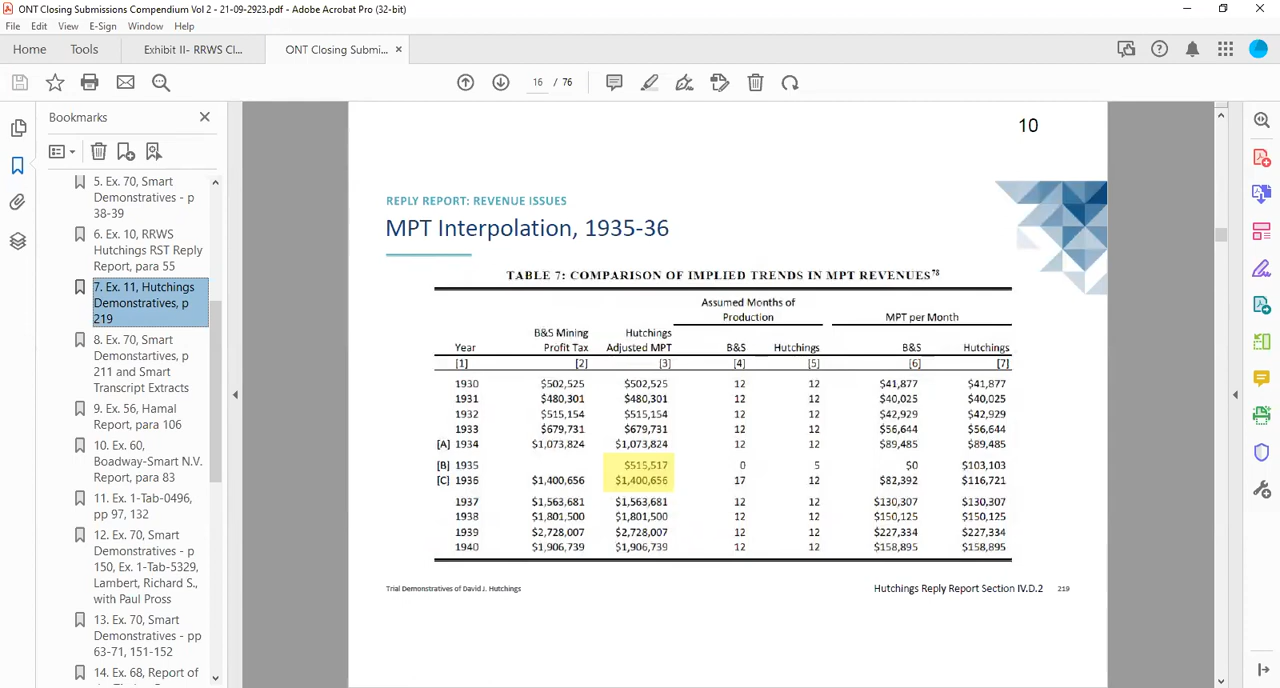 ONT Closing Submissions Compendium Vol 2 - 21-09-2923.pdf - Adobe Acrobat Pro (32-bit)
File Edit View E-Sign Window Help
Home Tools Exhibit II- RRWS Cl... ONT Closing Submi... ×
16 / 76
Bookmarks
5. Ex. 70, Smart
Demonstratives - p
38-39
6. Ex. 10, RRWS
Hutchings RST Reply
Report, para 55
7. Ex. 11, Hutchings
Demonstratives, p
219
8. Ex. 70, Smart
Demonstartives, p
211 and Smart
Transcript Extracts
9. Ex. 56, Hamal
Report, para 106
10. Ex. 60,
Boadway-Smart N.V.
Report, para 83
11. Ex. 1-Tab-0496,
pp 97, 132
12. Ex. 70, Smart
Demonstratives - p
150, Ex. 1-Tab-5329,
Lambert, Richard S.,
with Paul Pross
13. Ex. 70, Smart
Demonstratives - pp
63-71, 151-152
14. Ex. 68, Report of
10
REPLY REPORT: REVENUE ISSUES
MPT Interpolation, 1935-36
TABLE 7: COMPARISON OF IMPLIED TRENDS IN MPT REVENUES78
Assumed Months of
Production MPT per Month
B&S Mining Hutchings
Year Profit Tax Adjusted MPT B&S Hutchings B&S Hutchings
[1] [2] [3] [4] [5] [6] [7]
1930 $502,525 $502,525 12 12 $41,877 $41,877
1931 $480,301 $480,301 12 12 $40,025 $40,025
1932 $515,154 $515,154 12 12 $42,929 $42,929
1933 $679,731 $679,731 12 12 $56,644 $56,644
[A] 1934 $1,073,824 $1,073,824 12 12 $89,485 $89,485
[B] 1935 $515,517 0 5 $0 $103,103
[C] 1936 $1,400,656 $1,400,656 17 12 $82,392 $116,721
1937 $1,563,681 $1,563,681 12 12 $130,307 $130,307
1938 $1,801,500 $1,801,500 12 12 $150,125 $150,125
1939 $2,728,007 $2,728,007 12 12 $227,334 $227,334
1940 $1,906,739 $1,906,739 12 12 $158,895 $158,895
Trial Demonstratives of David J. Hutchings Hutchings Reply Report Section IV.D.2 219